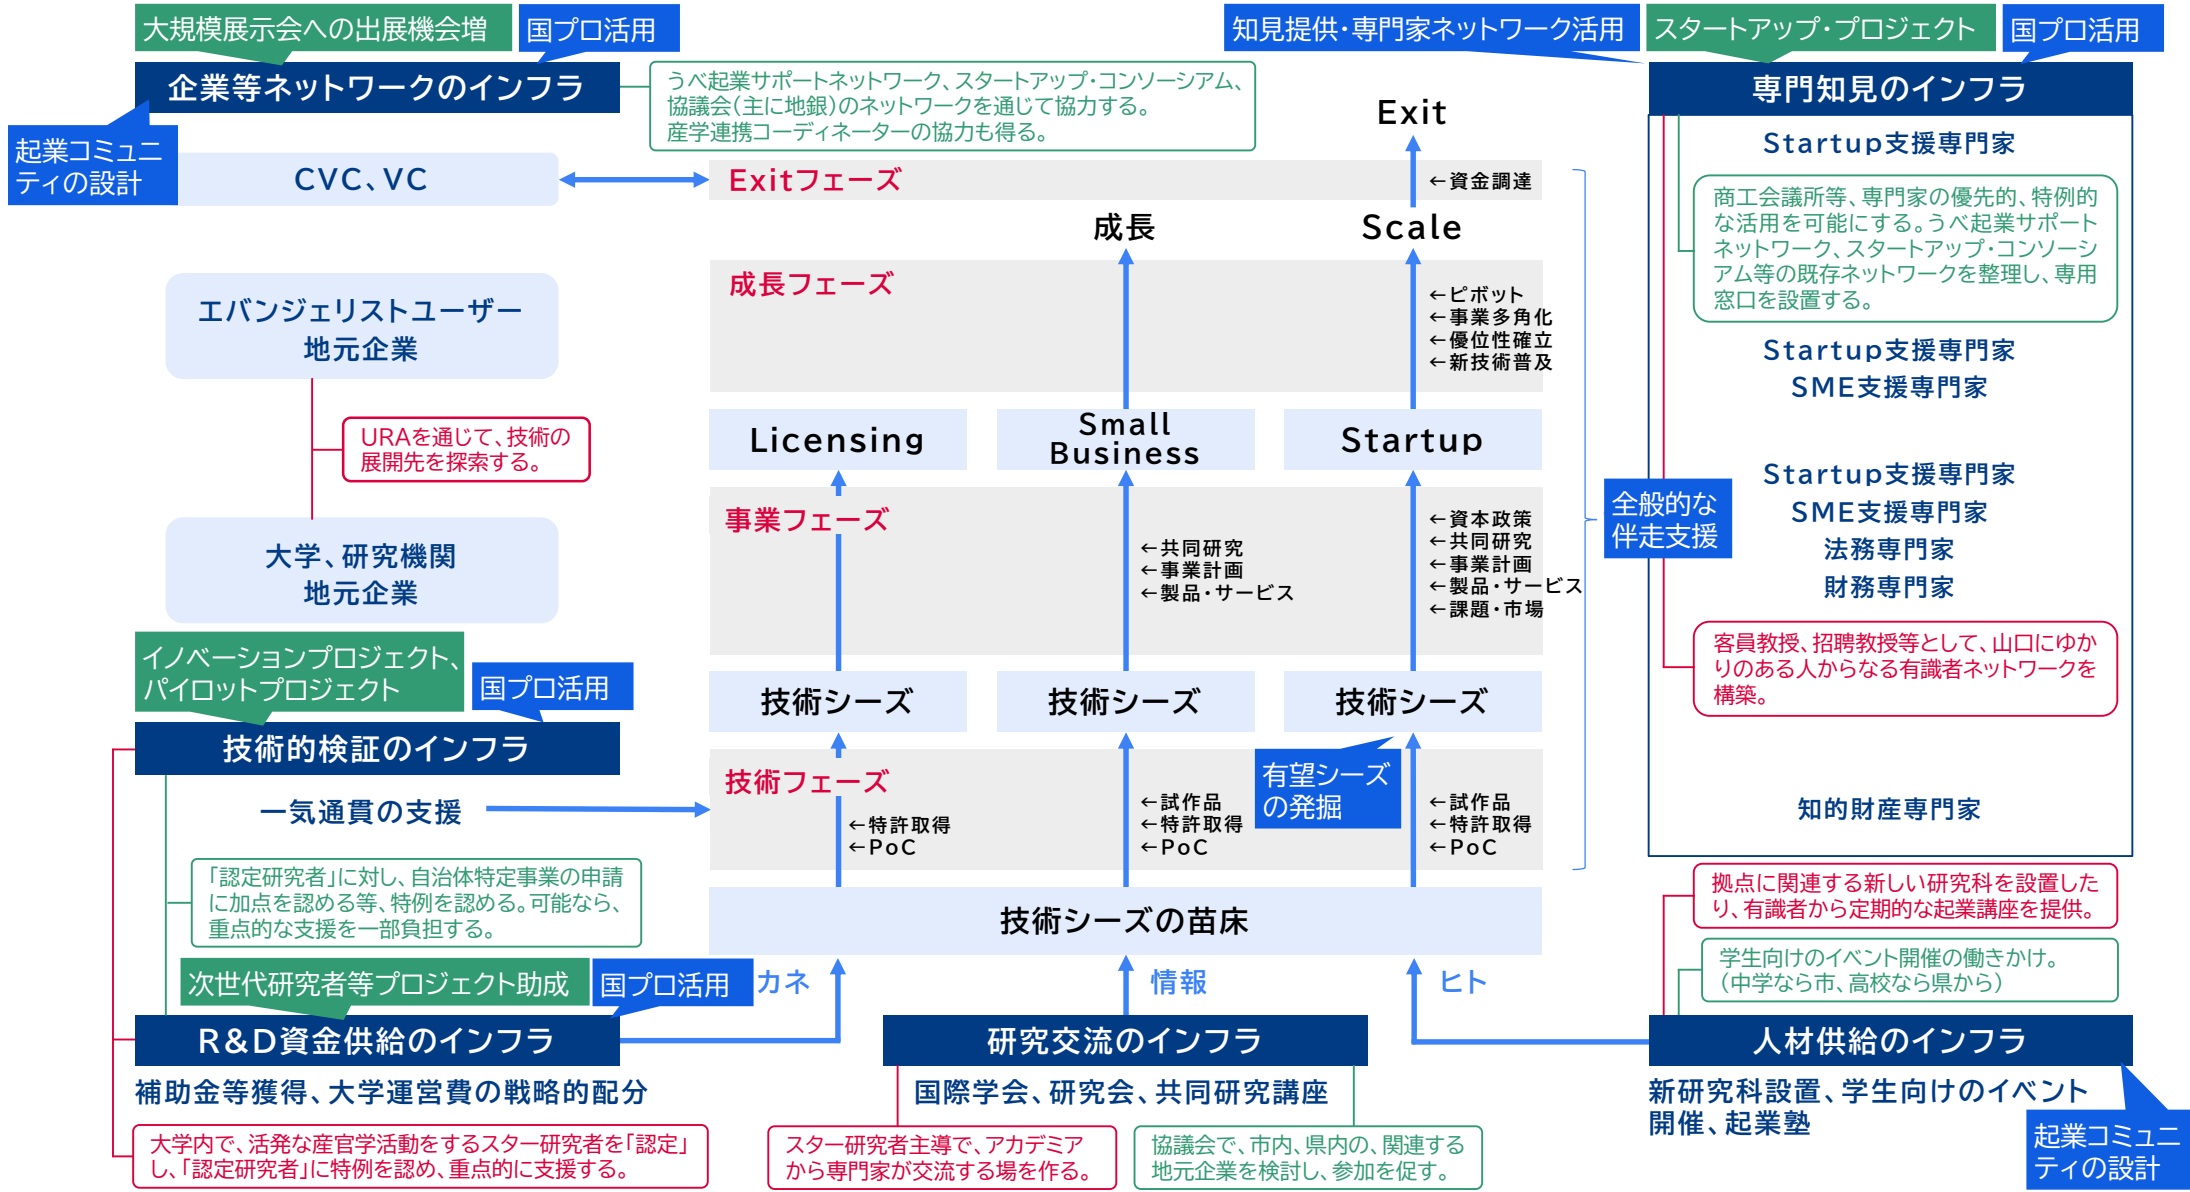 大規模展示会への出展機会増
国プロ活用
企業等ネットワークのインフラ
起業コミュニ
ティの設計
CVC、VC
うべ起業サポートネットワーク、スタートアップ・コンソーシアム、
協議会(主に地銀)のネットワークを通じて協力する。
産学連携コーディネーターの協力も得る。
知見提供・専門家ネットワーク活用
スタートアップ・プロジェクト
国プロ活用
専門知見のインフラ
Startup支援専門家
商工会議所等、専門家の優先的、特例的
な活用を可能にする。うべ起業サポート
ネットワーク、スタートアップ・コンソーシ
アム等の既存ネットワークを整理し、専用
窓口を設置する。
Startup支援専門家
SME支援専門家
Startup支援専門家
SME支援専門家
法務専門家
財務専門家
客員教授、招聘教授等として、山口にゆか
りのある人からなる有識者ネットワークを
構築。
知的財産専門家
全般的な
伴走支援
Exit
Exitフェーズ
←資金調達
成長
Scale
成長フェーズ
←ピボット
←事業多角化
←優位性確立
←新技術普及
Licensing
Small
Business
Startup
事業フェーズ
←共同研究
←事業計画
←製品・サービス
←資本政策
←共同研究
←事業計画
←製品・サービス
←課題・市場
技術シーズ
技術シーズ
技術シーズ
技術フェーズ
有望シーズ
の発掘
←特許取得
←PoC
←試作品
←特許取得
←PoC
←試作品
←特許取得
←PoC
技術シーズの苗床
カネ
情報
ヒト
エバンジェリストユーザー
地元企業
URAを通じて、技術の
展開先を探索する。
大学、研究機関
地元企業
イノベーションプロジェクト、
パイロットプロジェクト
国プロ活用
技術的検証のインフラ
一気通貫の支援
「認定研究者」に対し、自治体特定事業の申請
に加点を認める等、特例を認める。可能なら、
重点的な支援を一部負担する。
次世代研究者等プロジェクト助成
国プロ活用
R&D資金供給のインフラ
補助金等獲得、大学運営費の戦略的配分
大学内で、活発な産官学活動をするスター研究者を「認定」
し、「認定研究者」に特例を認め、重点的に支援する。
研究交流のインフラ
国際学会、研究会、共同研究講座
スター研究者主導で、アカデミア
から専門家が交流する場を作る。
協議会で、市内、県内の、関連する
地元企業を検討し、参加を促す。
拠点に関連する新しい研究科を設置した
り、有識者から定期的な起業講座を提供。
学生向けのイベント開催の働きかけ。
(中学なら市、高校なら県から)
人材供給のインフラ
新研究科設置、学生向けのイベント
開催、起業塾
起業コミュニ
ティの設計